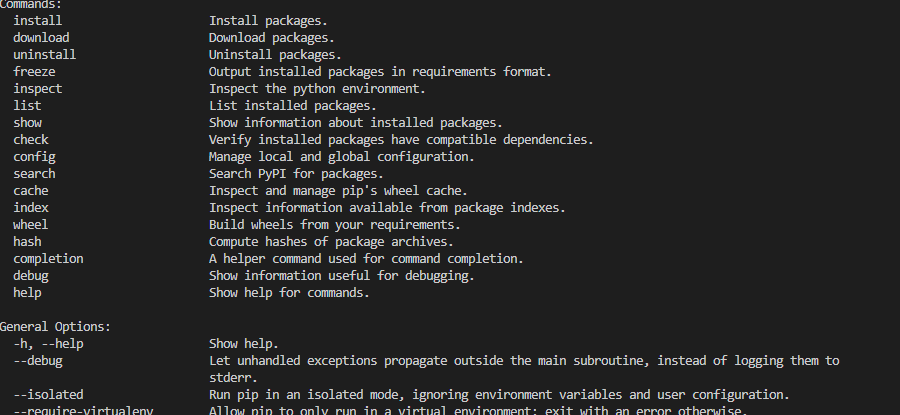 Commands:
  install                     Install packages.
  download                    Download packages.
  uninstall                   Uninstall packages.
  freeze                      Output installed packages in requirements format.
  inspect                     Inspect the python environment.
  list                        List installed packages.
  show                        Show information about installed packages.
  check                       Verify installed packages have compatible dependencies.
  config                      Manage local and global configuration.
  search                      Search PyPI for packages.
  cache                       Inspect and manage pip's wheel cache.
  index                       Inspect information available from package indexes.
  wheel                       Build wheels from your requirements.
  hash                        Compute hashes of package archives.
  completion                  A helper command used for command completion.
  debug                       Show information useful for debugging.
  help                        Show help for commands.

General Options:
  -h, --help                  Show help.
  --debug                     Let unhandled exceptions propagate outside the main subroutine, instead of logging them to
                              stderr.
  --isolated                  Run pip in an isolated mode, ignoring environment variables and user configuration.
  --require-virtualenv        Allow pip to only run in a virtual environment; exit with an error otherwise.